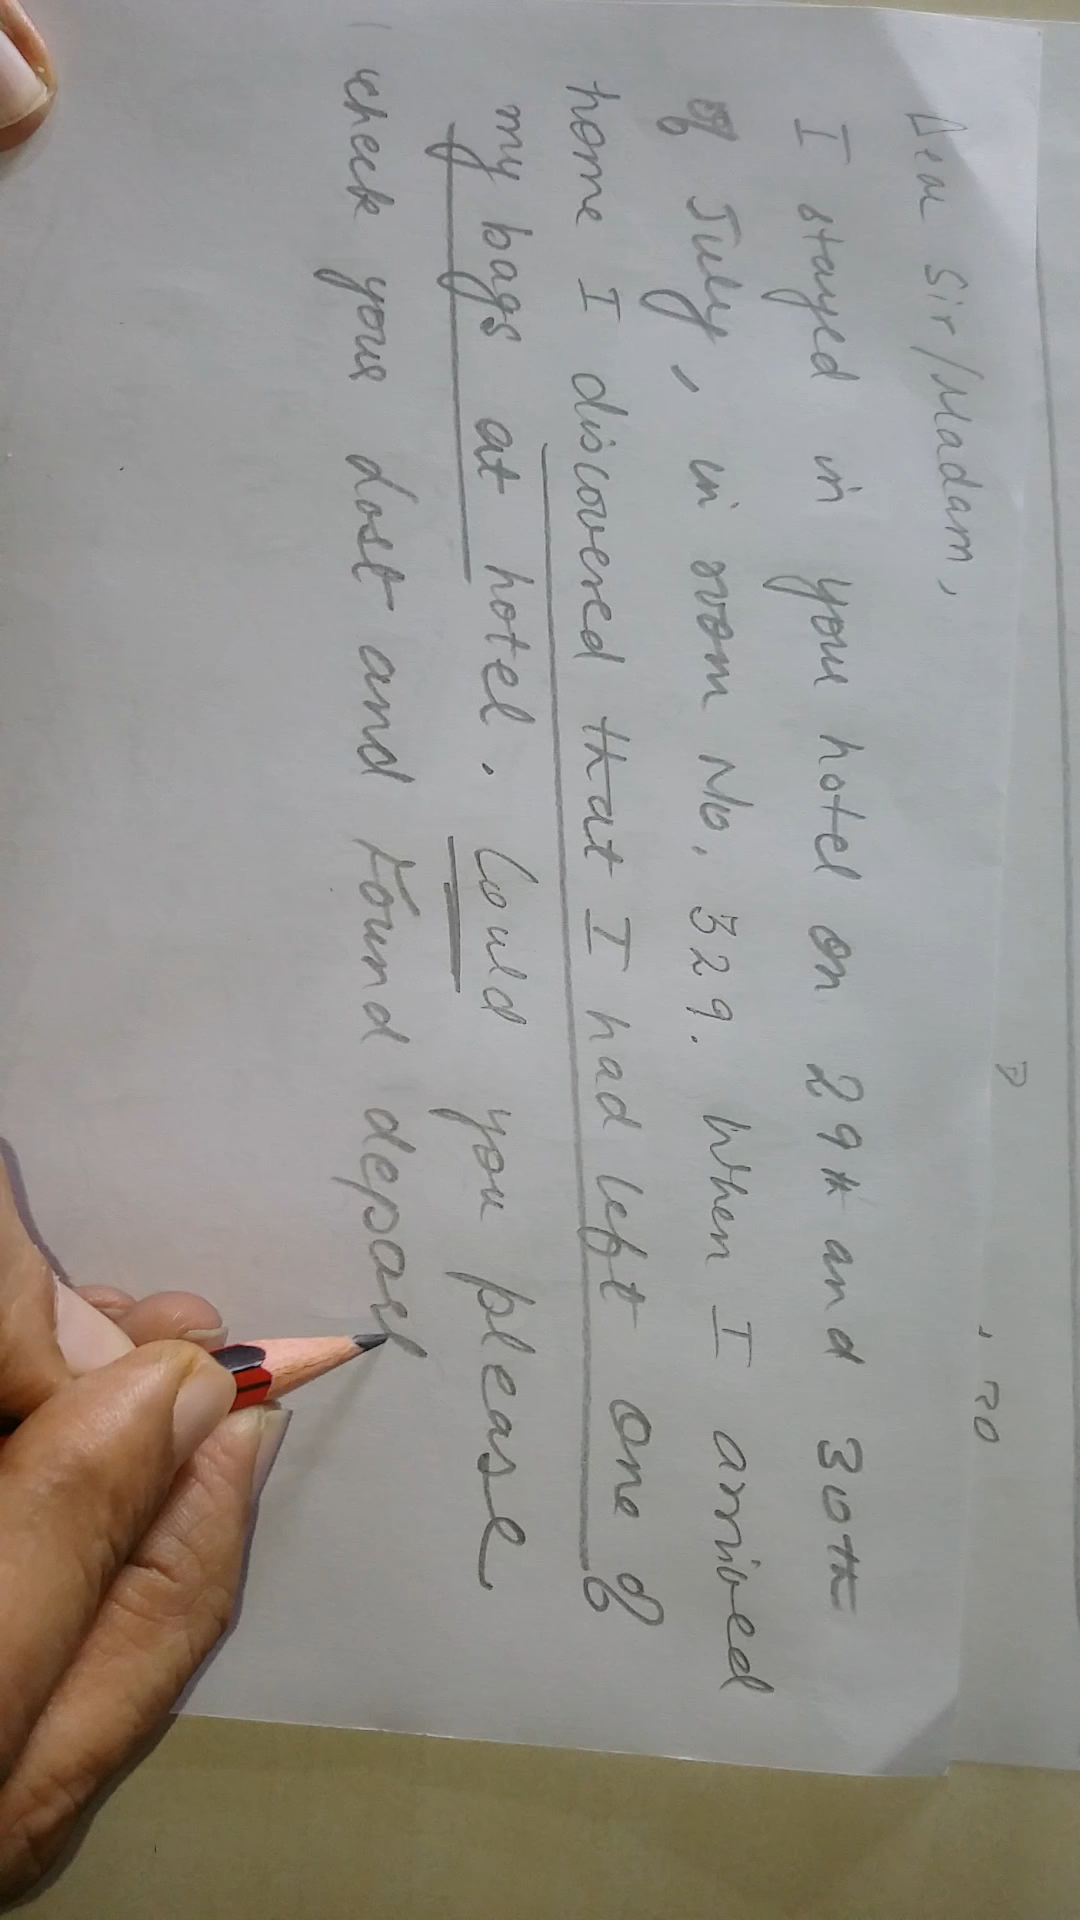 Dear Sir/Madam,
I stayed in your hotel on 29th and 30th
of July, in room No. 329. When I arrived
home I discovered that I had left one of
my bags at hotel. Could you please
check your Lost and Found depart